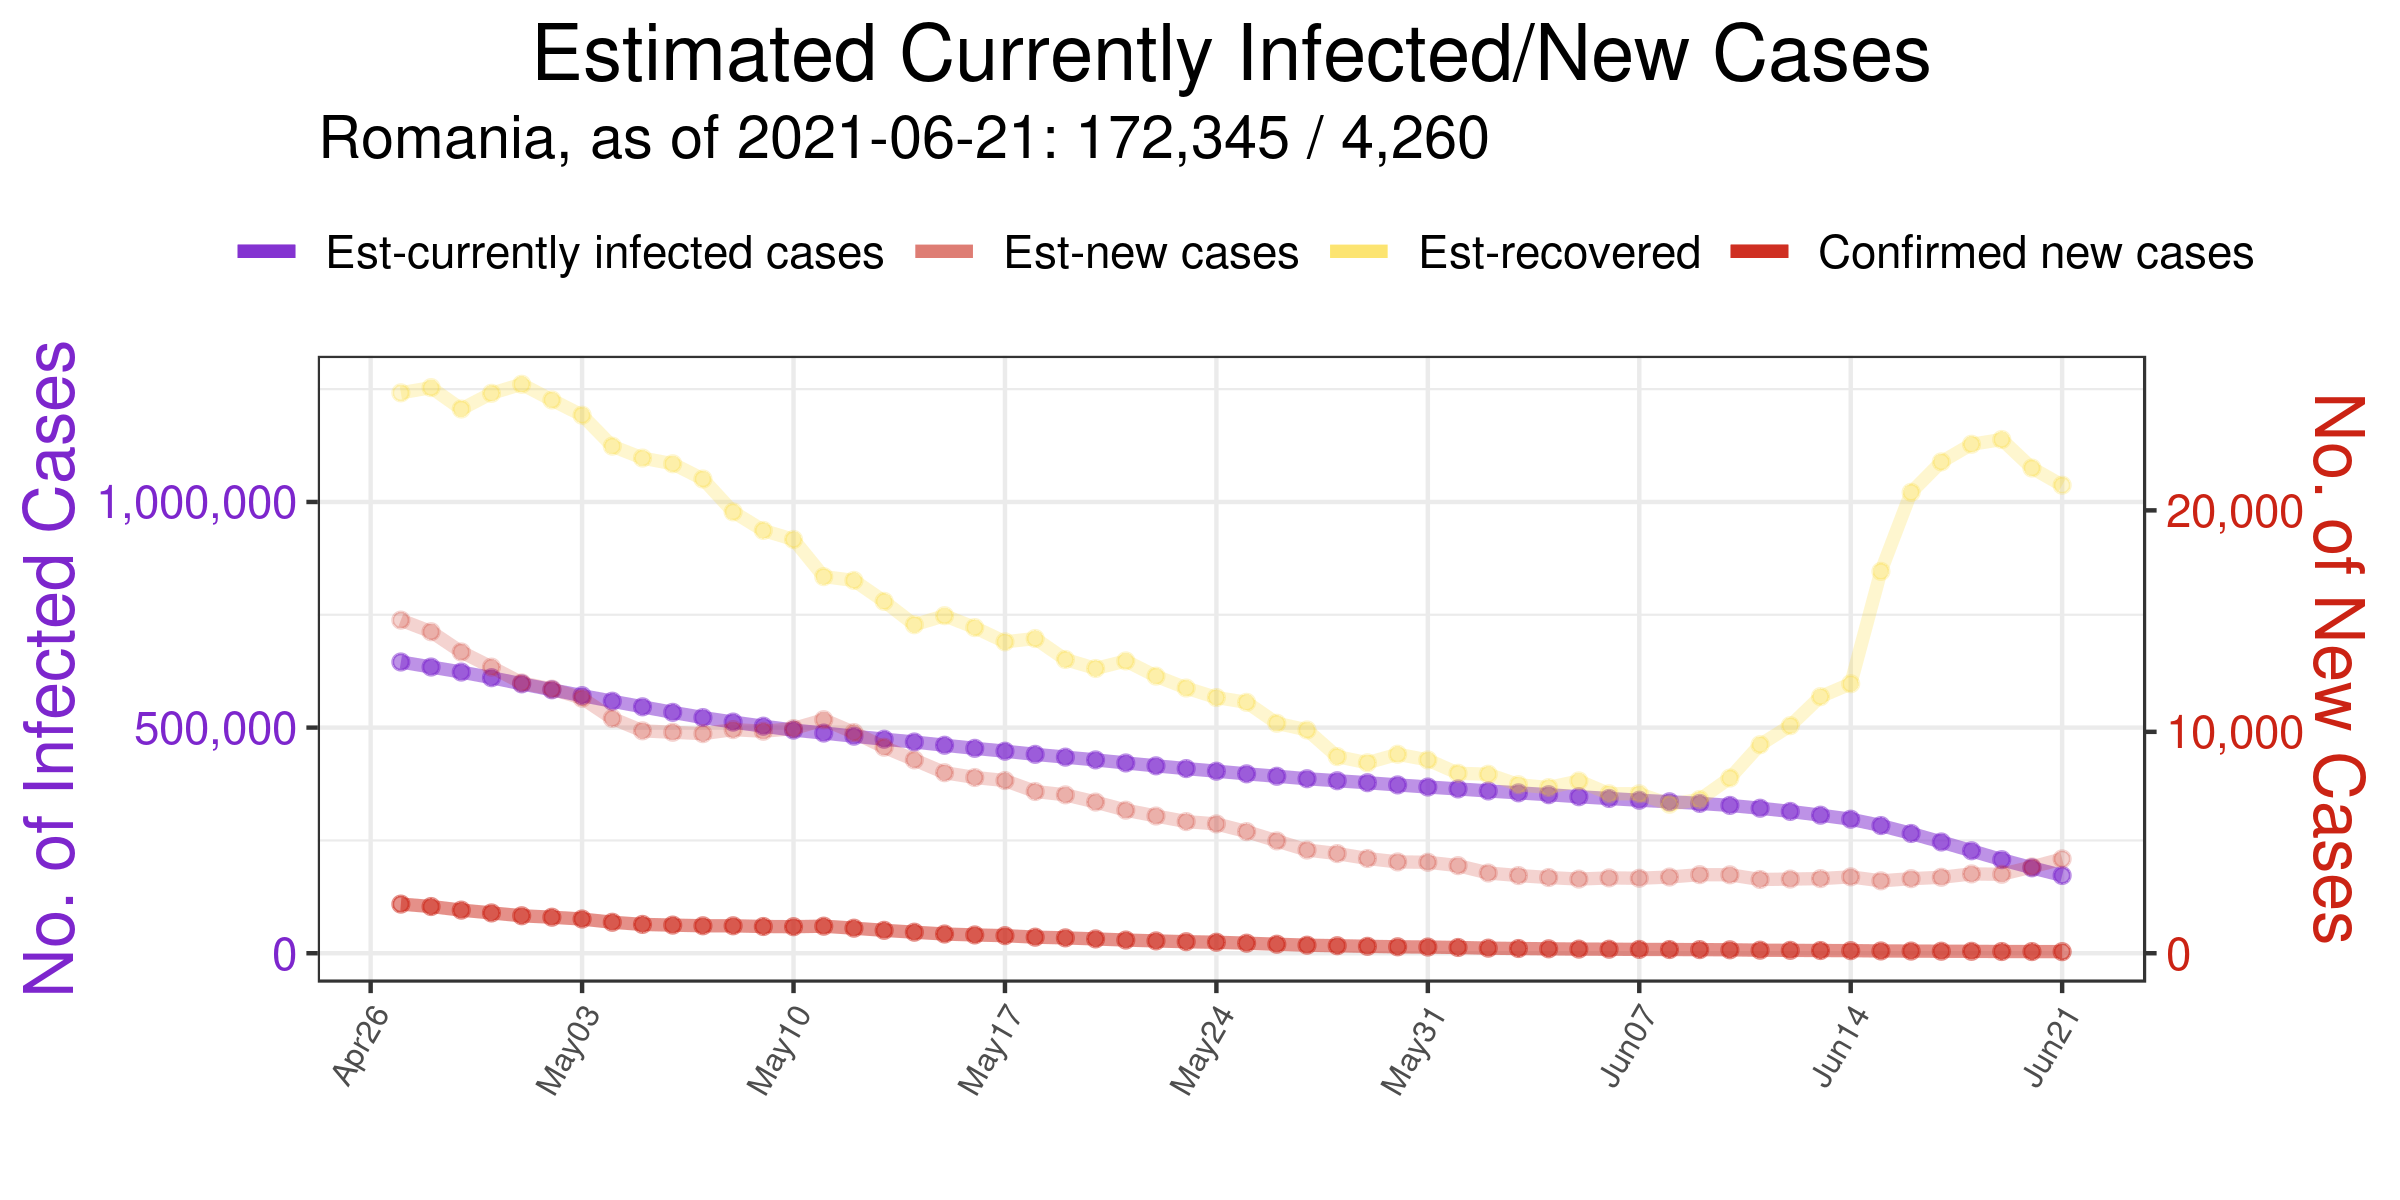 Estimated Currently Infected/New Cases
Romania, as of 2021-06-21: 172,345 / 4,260
Est-currently infected cases Est-new cases Est-recovered Confirmed new cases
No. of Infected Cases
1,000,000
500,000
0
20,000
10,000
0
No. of New Cases
Apr26 May03 May10 May17 May24 May31 Jun07 Jun14 Jun21